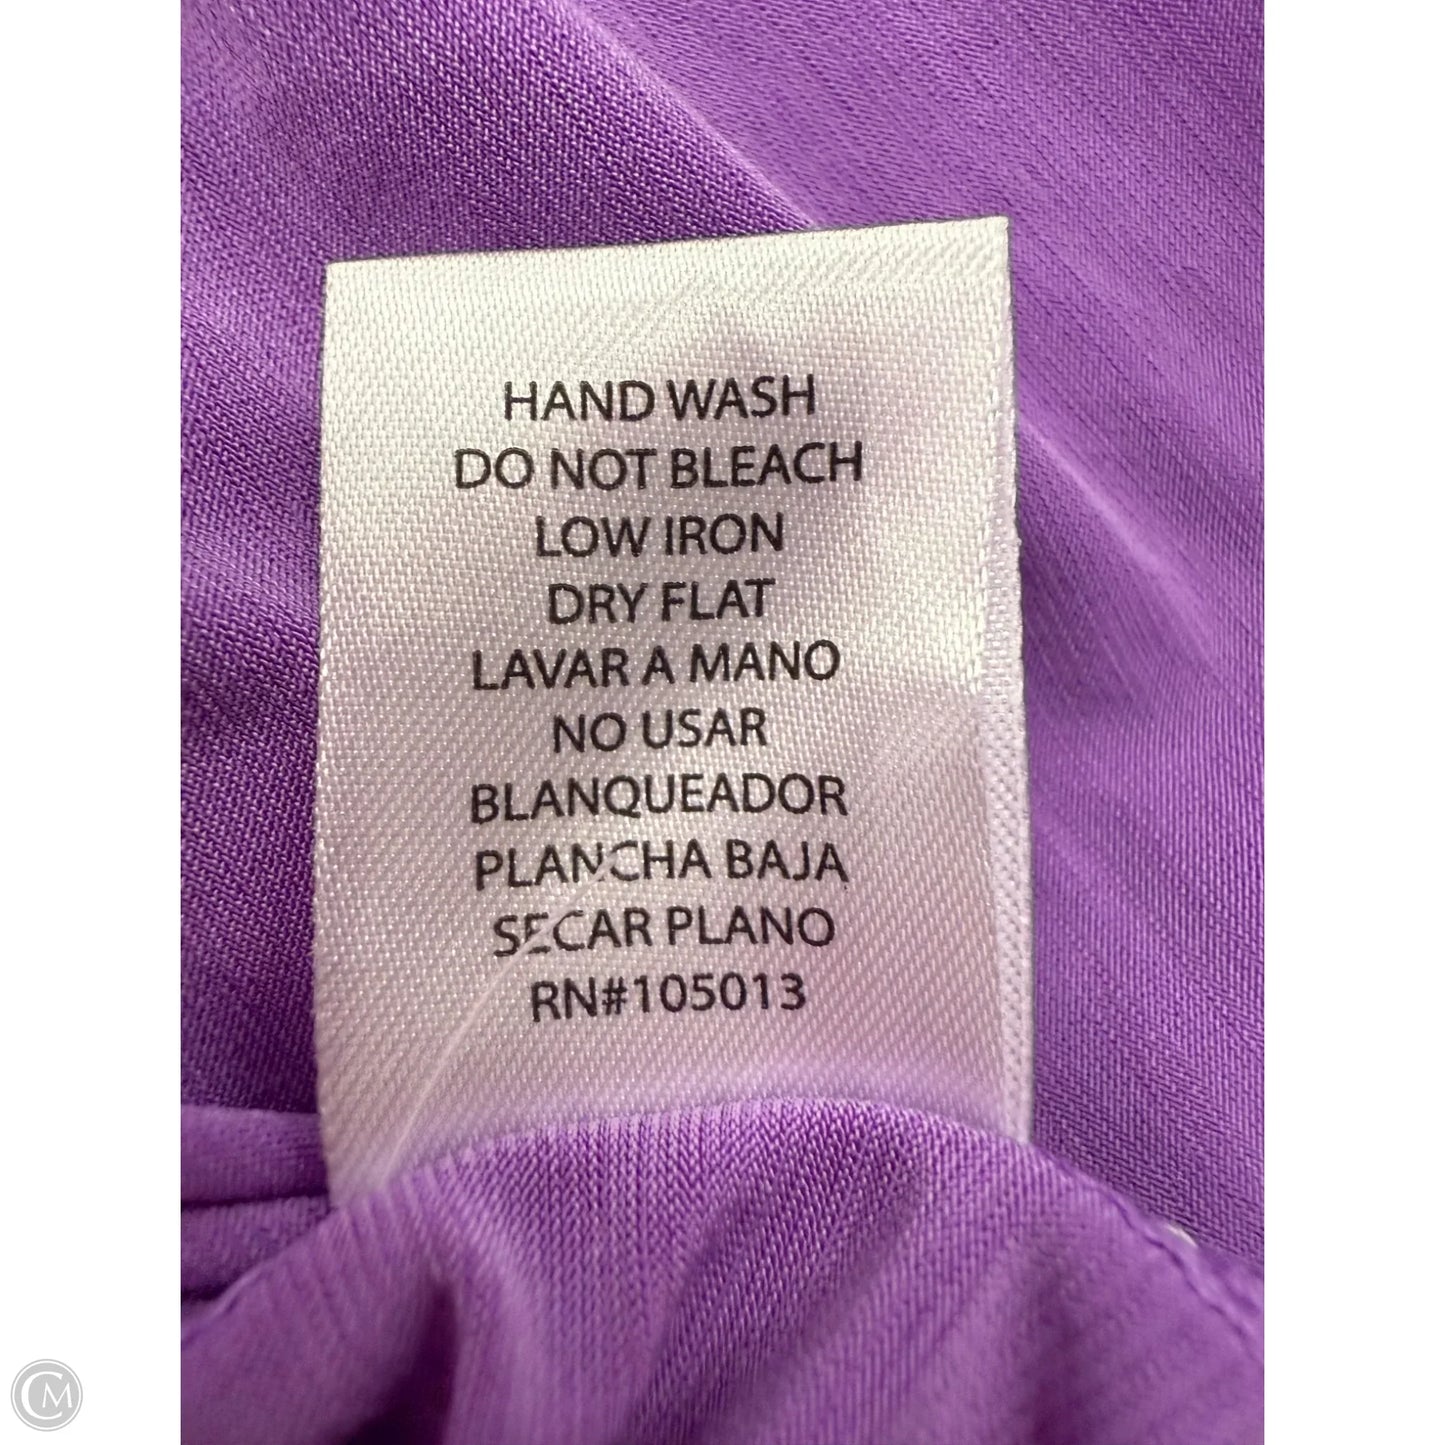 HAND WASH
DO NOT BLEACH
LOW IRON
DRY FLAT
LAVAR A MANO
NO USAR
BLANQUEADOR
PLANCHA BAJA
SECAR PLANO
RN#105013
CM